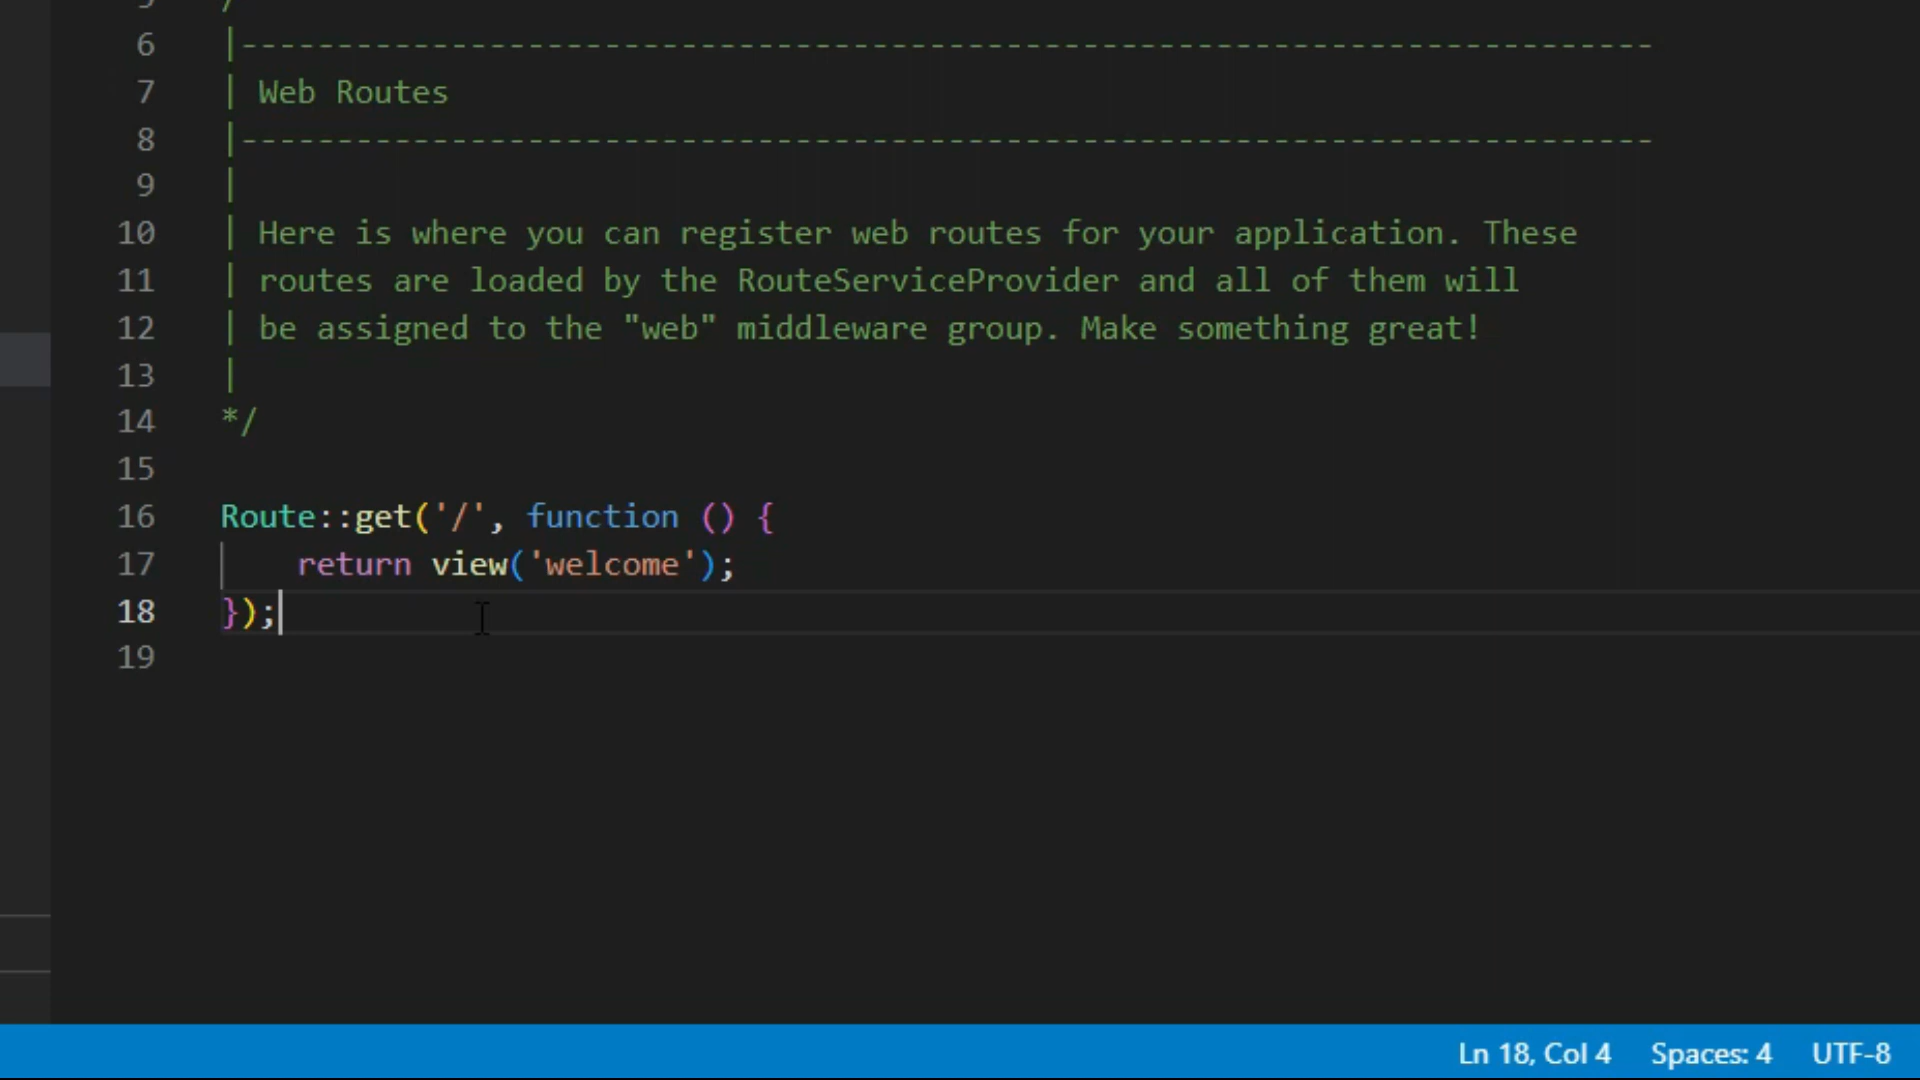 5 /
6 |--------------------------------------------------------------------------
7 | Web Routes
8 |--------------------------------------------------------------------------
9 |
10 | Here is where you can register web routes for your application. These
11 | routes are loaded by the RouteServiceProvider and all of them will
12 | be assigned to the "web" middleware group. Make something great!
13 |
14 */
15
16 Route::get('/', function () {
17 return view('welcome');
18 });
19
Ln 18, Col 4 Spaces: 4 UTF-8